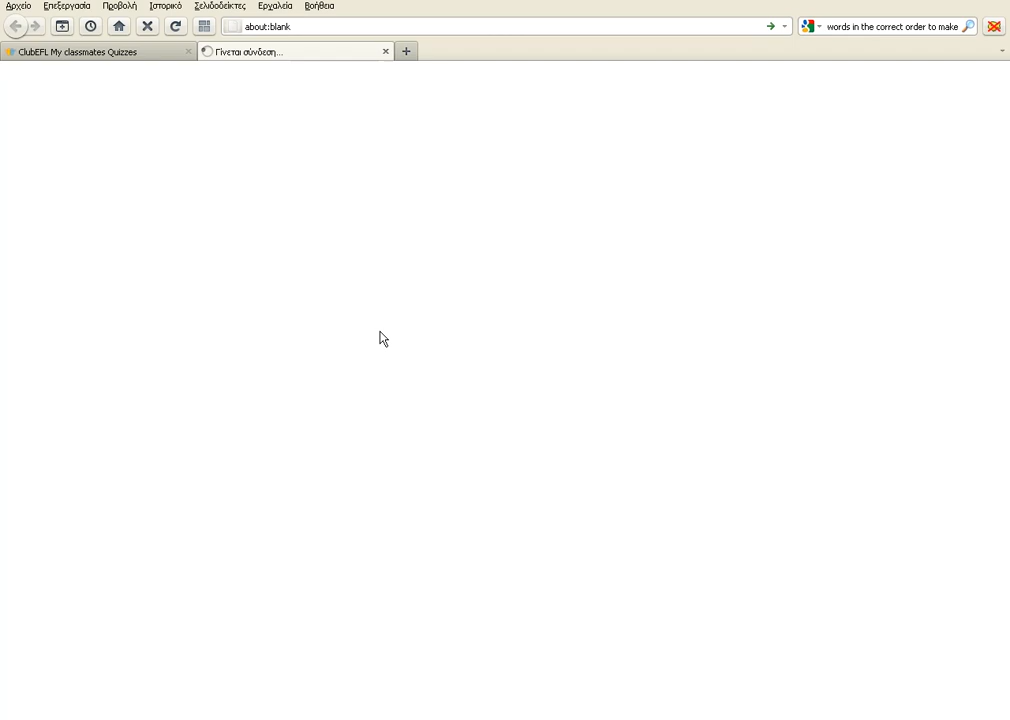 Αρχείο Επεξεργασία Προβολή Ιστορικό Σελιδοδείκτες Εργαλεία Βοήθεια
about:blank words in the correct order to make
ClubEFL My classmates Quizzes Γίνεται σύνδεση...